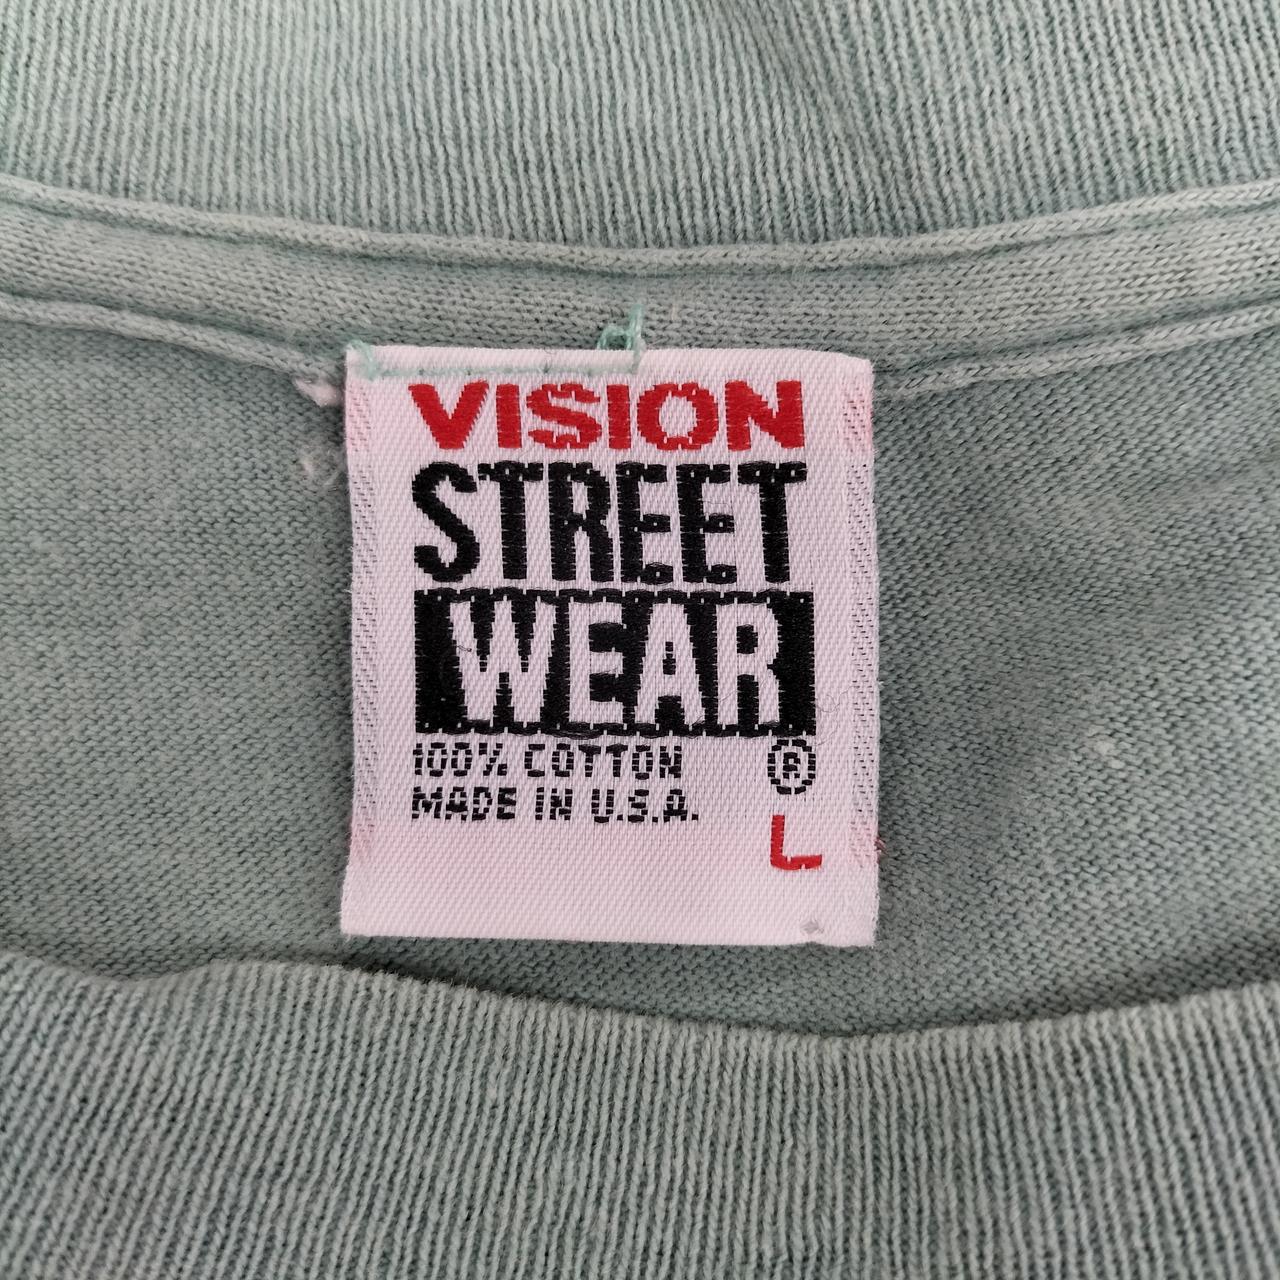 VISION
STREET
WEAR
100% COTTON ®
MADE IN U.S.A.
L